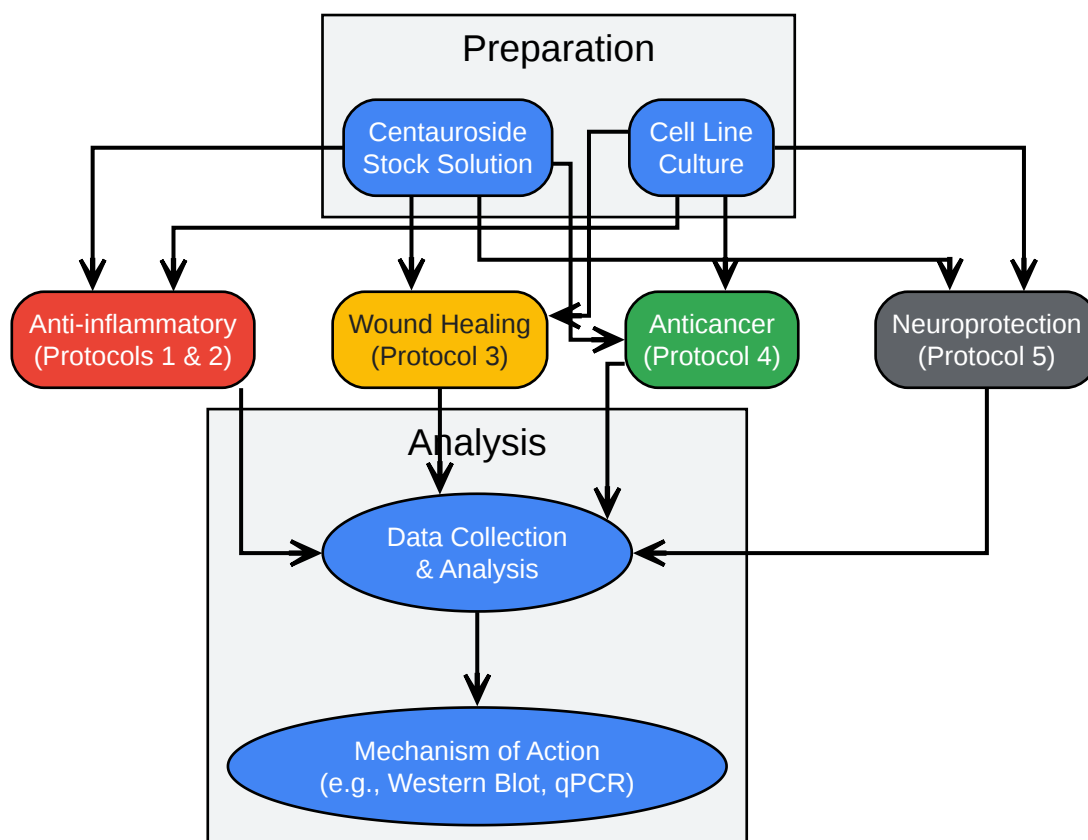 Preparation
Centauroside
Stock Solution
Cell Line
Culture
Anti-inflammatory
(Protocols 1 & 2)
Wound Healing
(Protocol 3)
Anticancer
(Protocol 4)
Neuroprotection
(Protocol 5)
Analysis
Data Collection
& Analysis
Mechanism of Action
(e.g., Western Blot, qPCR)